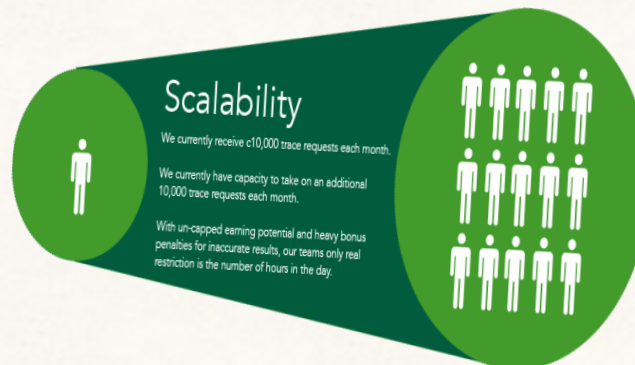 Scalability
We currently receive c10,000 trace requests each month.
We currently have capacity to take on an additional
10,000 trace requests each month.
With un-capped earning potential and heavy bonus
penalties for inaccurate results, our teams only real
restriction is the number of hours in the day.